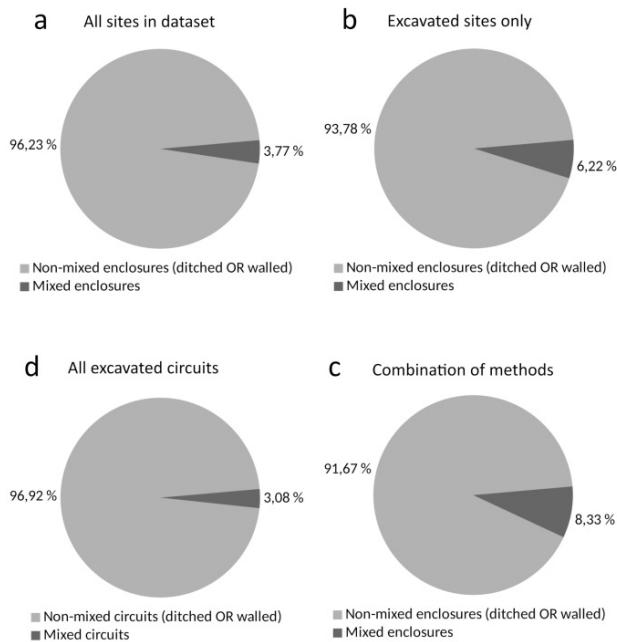 a All sites in dataset
96,23 %
3,77 %
Non-mixed enclosures (ditched OR walled)
Mixed enclosures
b Excavated sites only
93,78 %
6,22 %
Non-mixed enclosures (ditched OR walled)
Mixed enclosures
d All excavated circuits
96,92 %
3,08 %
Non-mixed circuits (ditched OR walled)
Mixed circuits
c Combination of methods
91,67 %
8,33 %
Non-mixed enclosures (ditched OR walled)
Mixed enclosures